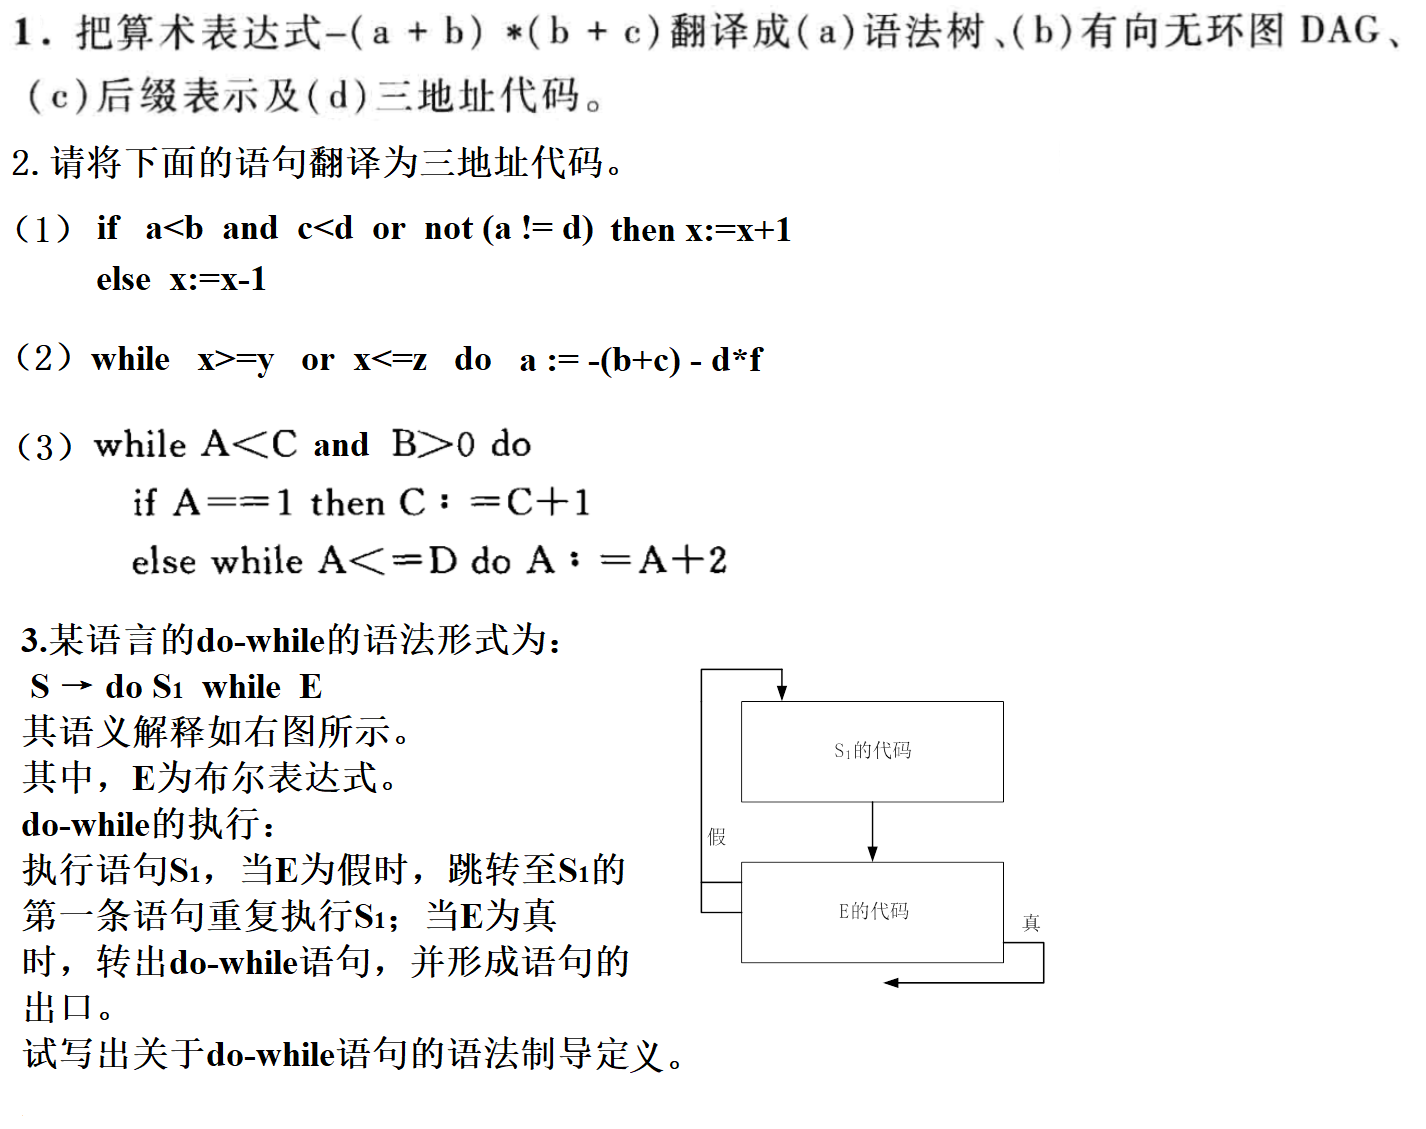 1. 把算术表达式-(a + b) *(b + c)翻译成(a)语法树、(b)有向无环图 DAG、
(c)后缀表示及(d)三地址代码。
2. 请将下面的语句翻译为三地址代码。
（1） if a<b and c<d or not (a != d) then x:=x+1
else x:=x-1
（2）while x>=y or x<=z do a := -(b+c) - d*f
（3）while A<C and B>0 do
if A==1 then C：=C+1
else while A<=D do A：=A+2
3.某语言的do-while的语法形式为：
S → do S1 while E
其语义解释如右图所示。
其中，E为布尔表达式。
do-while的执行：
执行语句S1，当E为假时，跳转至S1的
第一条语句重复执行S1；当E为真
时，转出do-while语句，并形成语句的
出口。
试写出关于do-while语句的语法制导定义。
S1的代码
假
E的代码
真